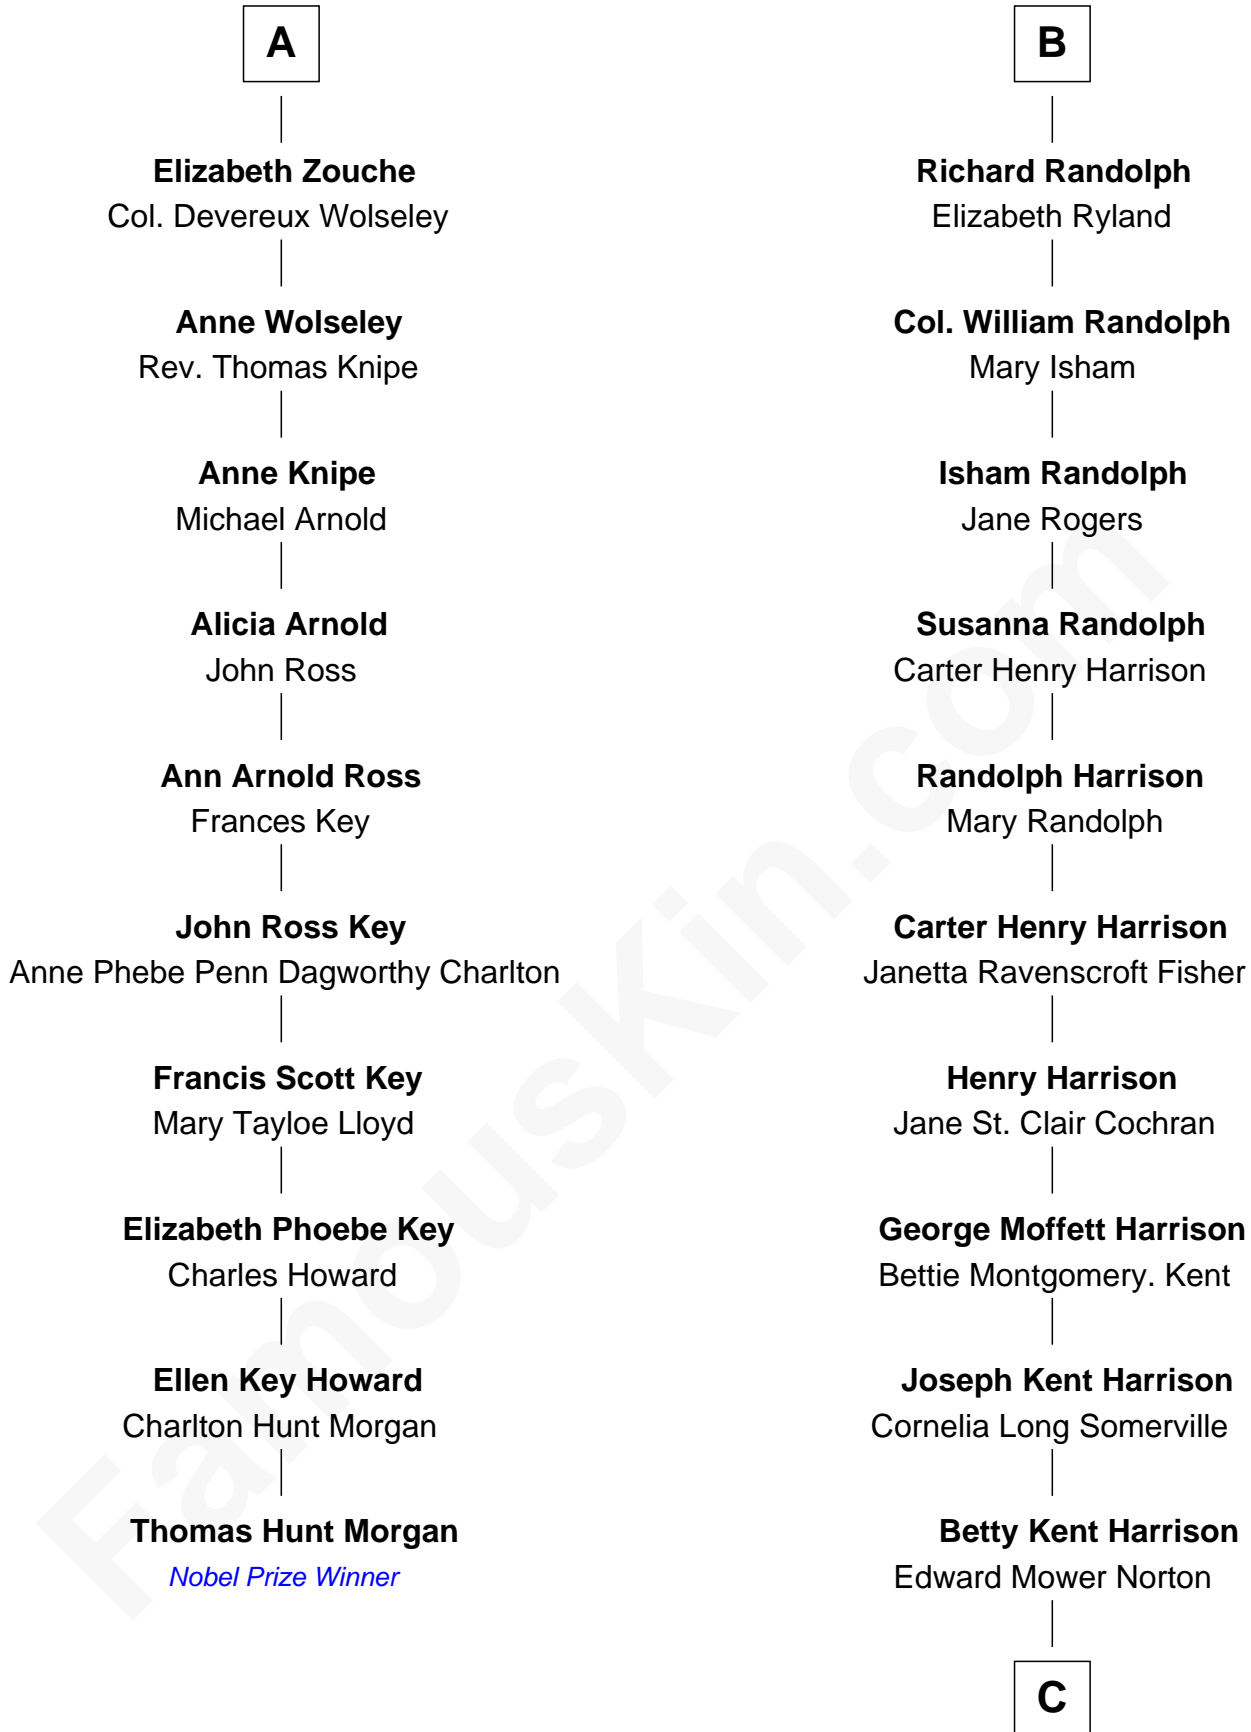 A
Elizabeth Zouche
Col. Devereux Wolseley
Anne Wolseley
Rev. Thomas Knipe
Anne Knipe
Michael Arnold
Alicia Arnold
John Ross
Ann Arnold Ross
Frances Key
John Ross Key
Anne Phebe Penn Dagworthy Charlton
Francis Scott Key
Mary Tayloe Lloyd
Elizabeth Phoebe Key
Charles Howard
Ellen Key Howard
Charlton Hunt Morgan
Thomas Hunt Morgan
Nobel Prize Winner
B
Richard Randolph
Elizabeth Ryland
Col. William Randolph
Mary Isham
Isham Randolph
Jane Rogers
Susanna Randolph
Carter Henry Harrison
Randolph Harrison
Mary Randolph
Carter Henry Harrison
Janetta Ravenscroft Fisher
Henry Harrison
Jane St. Clair Cochran
George Moffett Harrison
Bettie Montgomery. Kent
Joseph Kent Harrison
Cornelia Long Somerville
Betty Kent Harrison
Edward Mower Norton
C
FamousKin.com